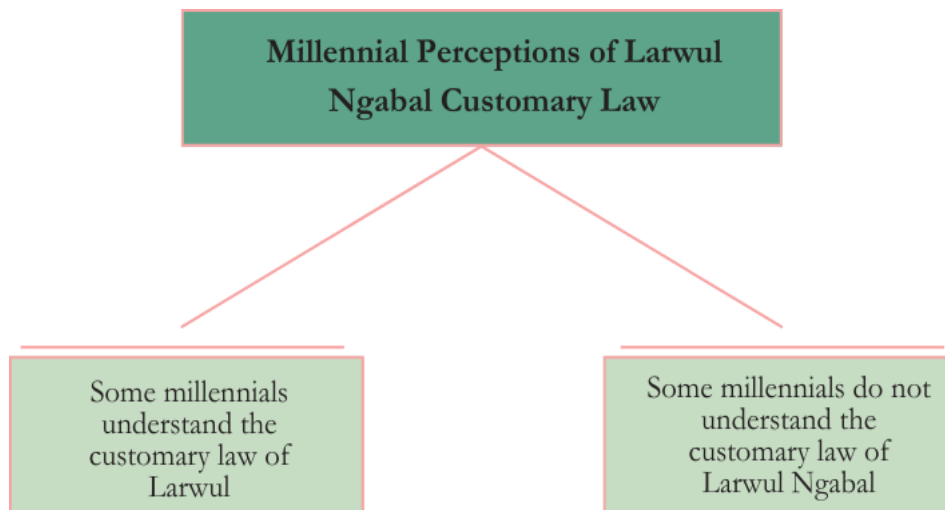 Millennial Perceptions of Larwul
Ngabal Customary Law
Some millennials
understand the
customary law of
Larwul
Some millennials do not
understand the
customary law of
Larwul Ngabal